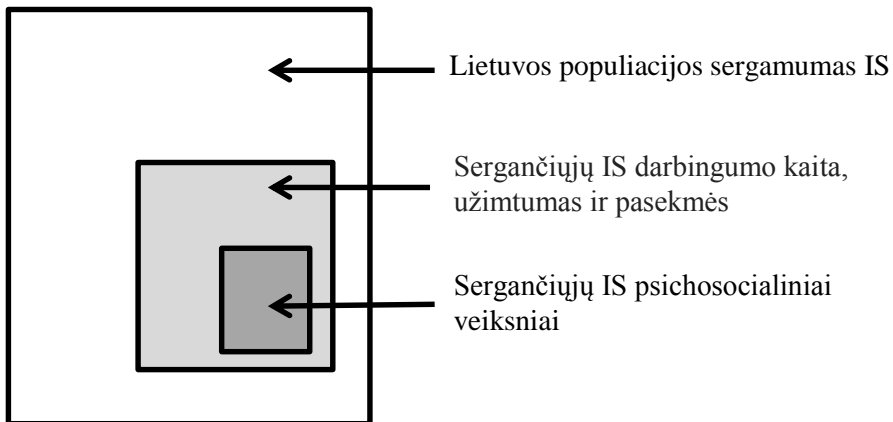 Lietuvos populiacijos sergamumas IS
Sergančiųjų IS darbingumo kaita,
užimtumas ir pasekmės
Sergančiųjų IS psichosocialiniai
veiksniai